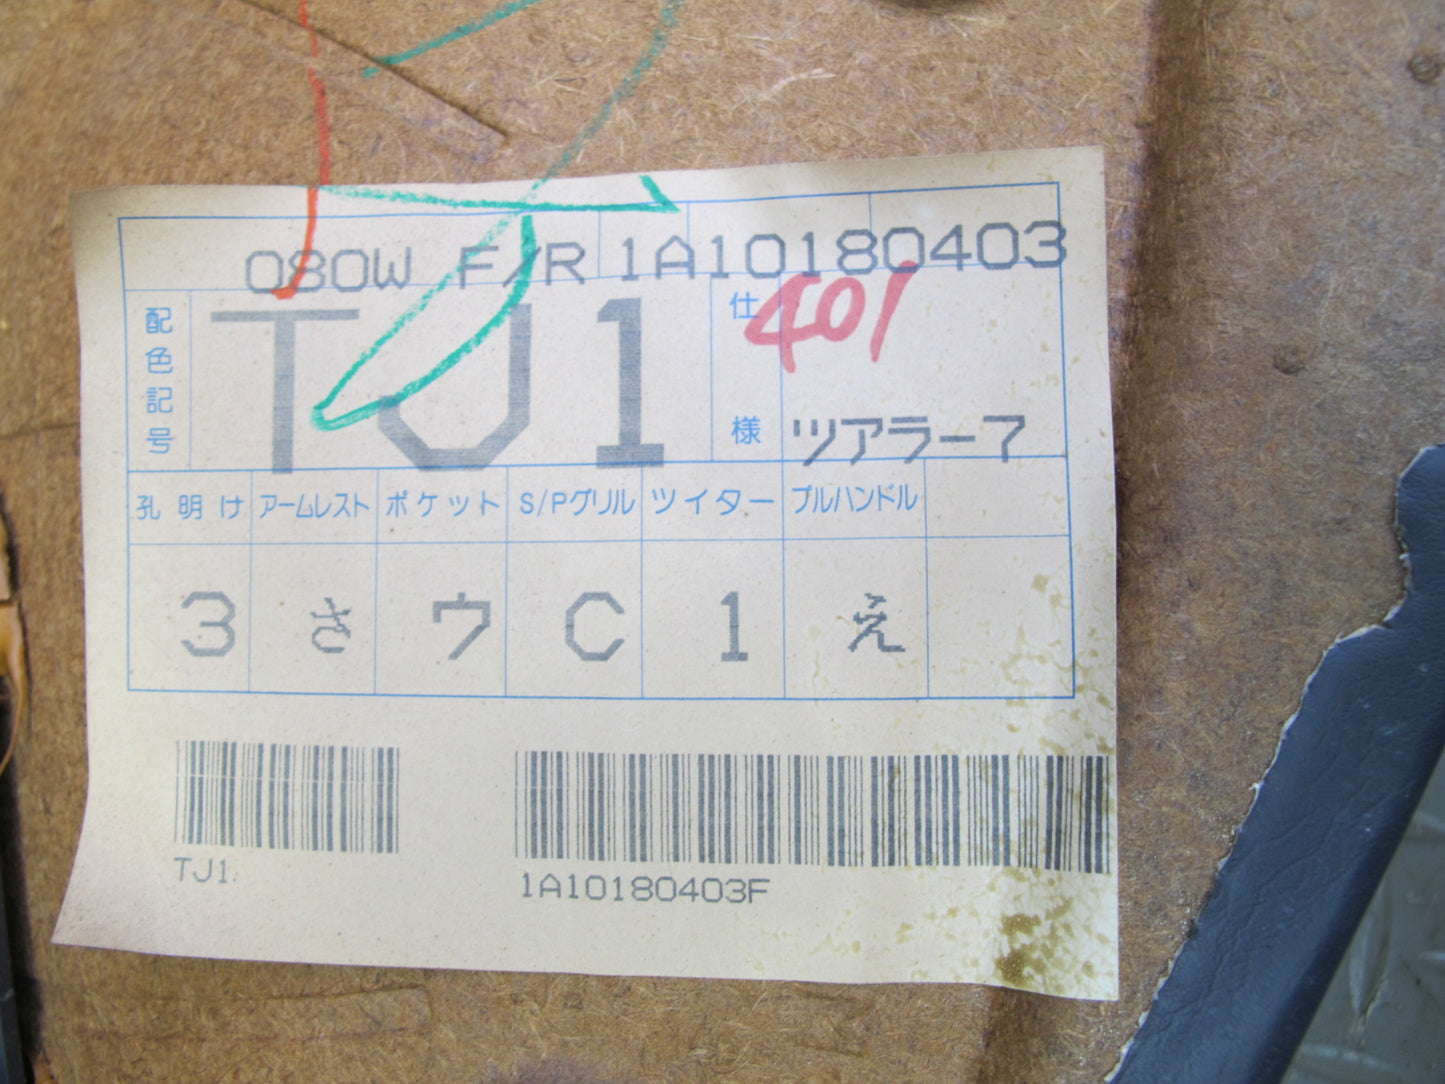 080W F/R 1A10180403
配色記号 TJ1 仕様 401 ツアラー7
孔明け アームレスト ポケット S/Pグリル ツイター プルハンドル
3 さ ウ C 1 え
TJ1
1A10180403F